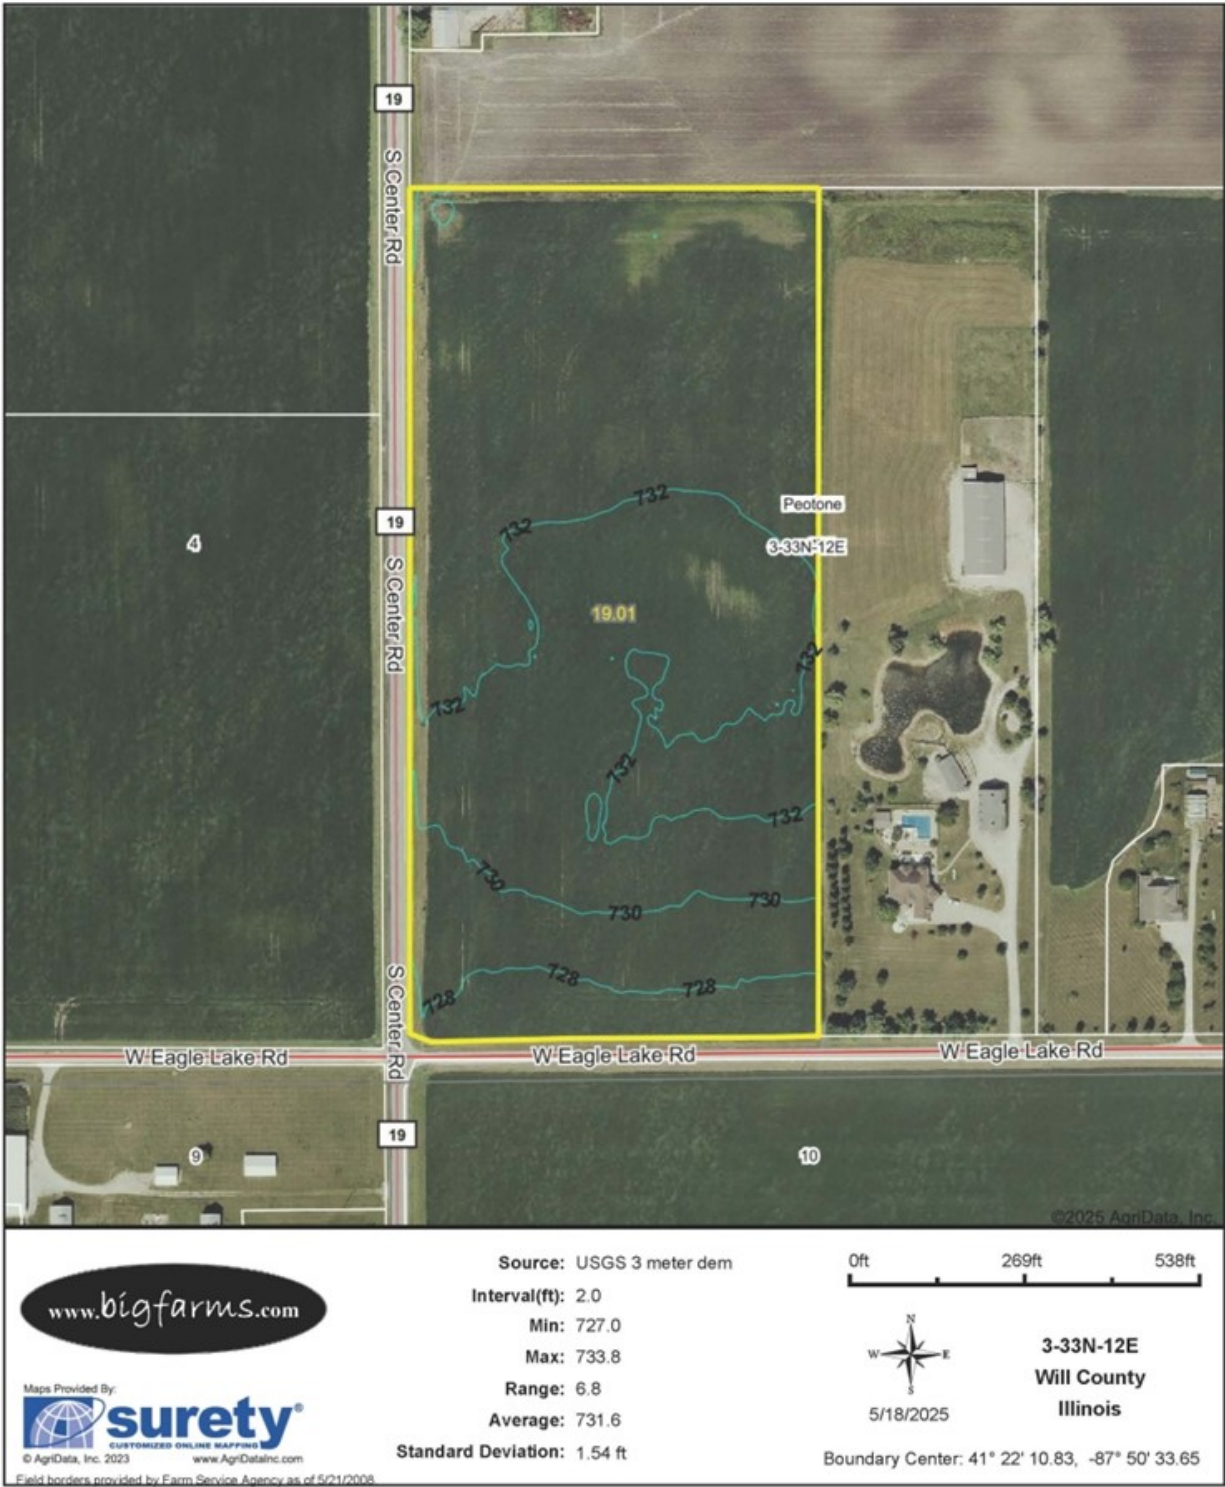 19
S Center Rd
732
732
Peotone
19
4
3-33N-12E
S Center Rd
19.01
732
732
732
732
730
730
730
728
728
728
S Center Rd
W Eagle Lake Rd
W Eagle Lake Rd
W Eagle Lake Rd
19
9
10
©2025 AgriData, Inc.
www.bigfarms.com
Maps Provided By:
surety®
CUSTOMIZED ONLINE MAPPING
© AgriData, Inc. 2023 www.AgriDataInc.com
Field borders provided by Farm Service Agency as of 5/21/2008.
Source: USGS 3 meter dem
Interval(ft): 2.0
Min: 727.0
Max: 733.8
Range: 6.8
Average: 731.6
Standard Deviation: 1.54 ft
0ft 269ft 538ft
N
W E
S
5/18/2025
3-33N-12E
Will County
Illinois
Boundary Center: 41° 22' 10.83, -87° 50' 33.65